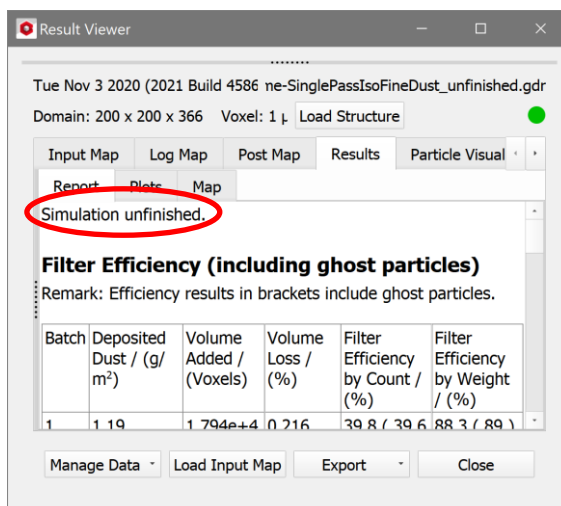 Result Viewer
Tue Nov 3 2020 (2021 Build 4586 ne-SinglePassIsoFineDust_unfinished.gdr
Domain: 200 x 200 x 366 Voxel: 1 µ Load Structure
Input Map Log Map Post Map Results Particle Visual
Report Plots Map
Simulation unfinished.
Filter Efficiency (including ghost particles)
Remark: Efficiency results in brackets include ghost particles.
Batch Deposited Volume Volume Filter Filter
Dust / (g/ Added / Loss / Efficiency Efficiency
m²) (Voxels) (%) by Count / by Weight
(%) / (%)
1 1.19 1.794e+4 0.216 39.8 ( 39.6 88.3 ( 89 )
Manage Data Load Input Map Export Close